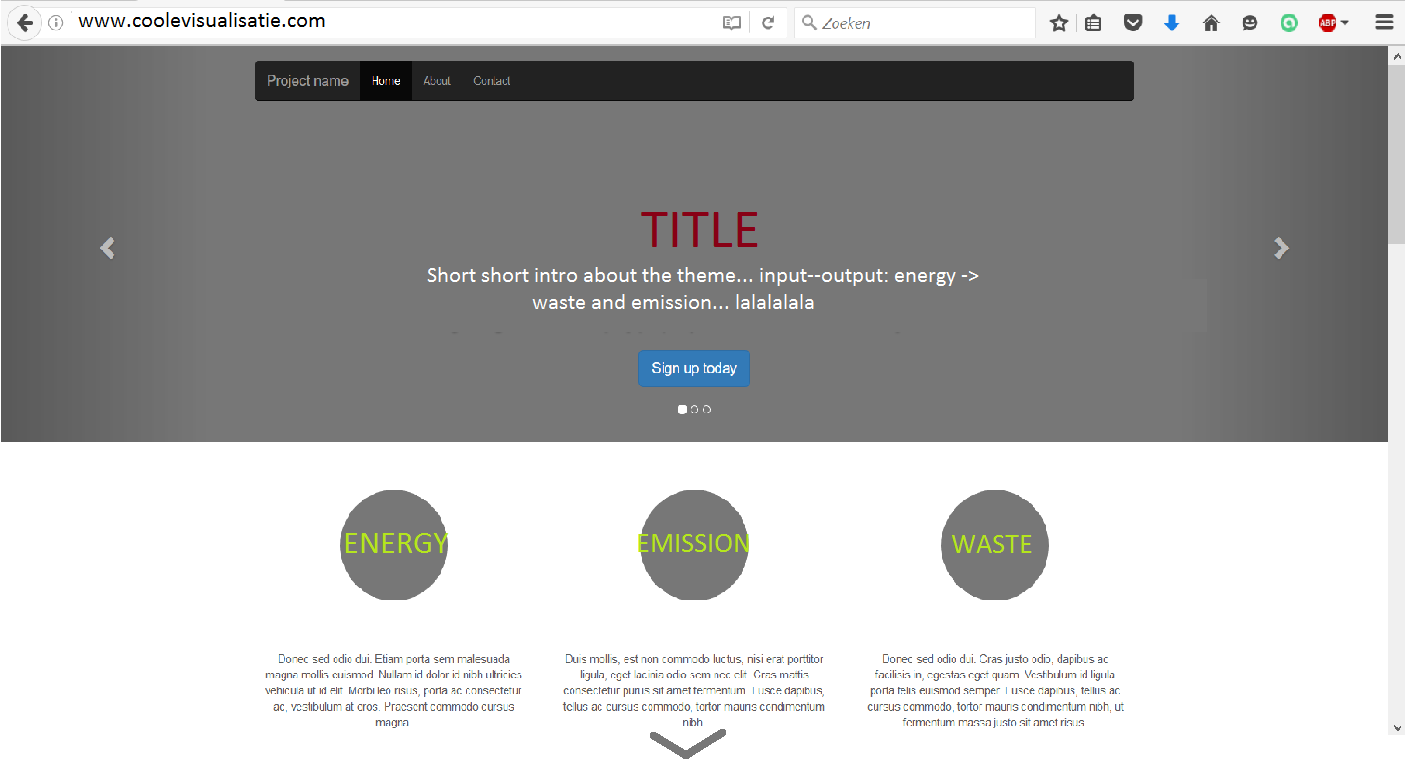 www.coolevisualisatie.com
Zoeken
ABP
Project name Home About Contact
TITLE
Short short intro about the theme... input--output: energy ->
waste and emission... lalalalala
Sign up today
ENERGY
EMISSION
WASTE
Donec sed odio dui. Etiam porta sem malesuada
magna mollis euismod. Nullam id dolor id nibh ultricies
vehicula ut id elit. Morbi leo risus, porta ac consectetur
ac, vestibulum at eros. Praesent commodo cursus
magna.
Duis mollis, est non commodo luctus, nisi erat porttitor
ligula, eget lacinia odio sem nec elit. Cras mattis
consectetur purus sit amet fermentum. Fusce dapibus,
tellus ac cursus commodo, tortor mauris condimentum
nibh
Donec sed odio dui. Cras justo odio, dapibus ac
facilisis in, egestas eget quam. Vestibulum id ligula
porta felis euismod semper. Fusce dapibus, tellus ac
cursus commodo, tortor mauris condimentum nibh, ut
fermentum massa justo sit amet risus.